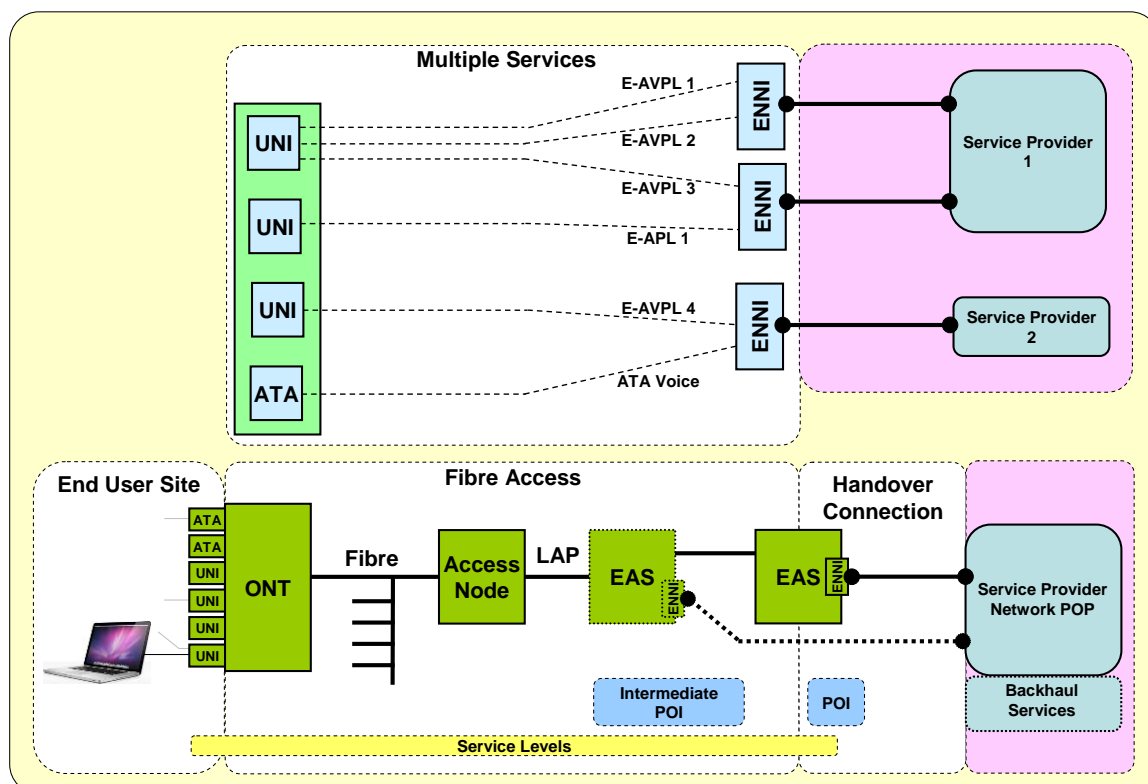 Multiple Services
E-AVPL 1
ENNI
UNI
E-AVPL 2
Service Provider
1
E-AVPL 3
ENNI
UNI
E-APL 1
UNI
E-AVPL 4
ENNI
Service Provider
2
ATA
ATA Voice
End User Site
Fibre Access
Handover
Connection
ATA
ATA
UNI
UNI
UNI
UNI
ONT
Fibre
Access
Node
LAP
EAS
ENNI
EAS
ENNI
Service Provider
Network POP
Intermediate
POI
POI
Backhaul
Services
Service Levels